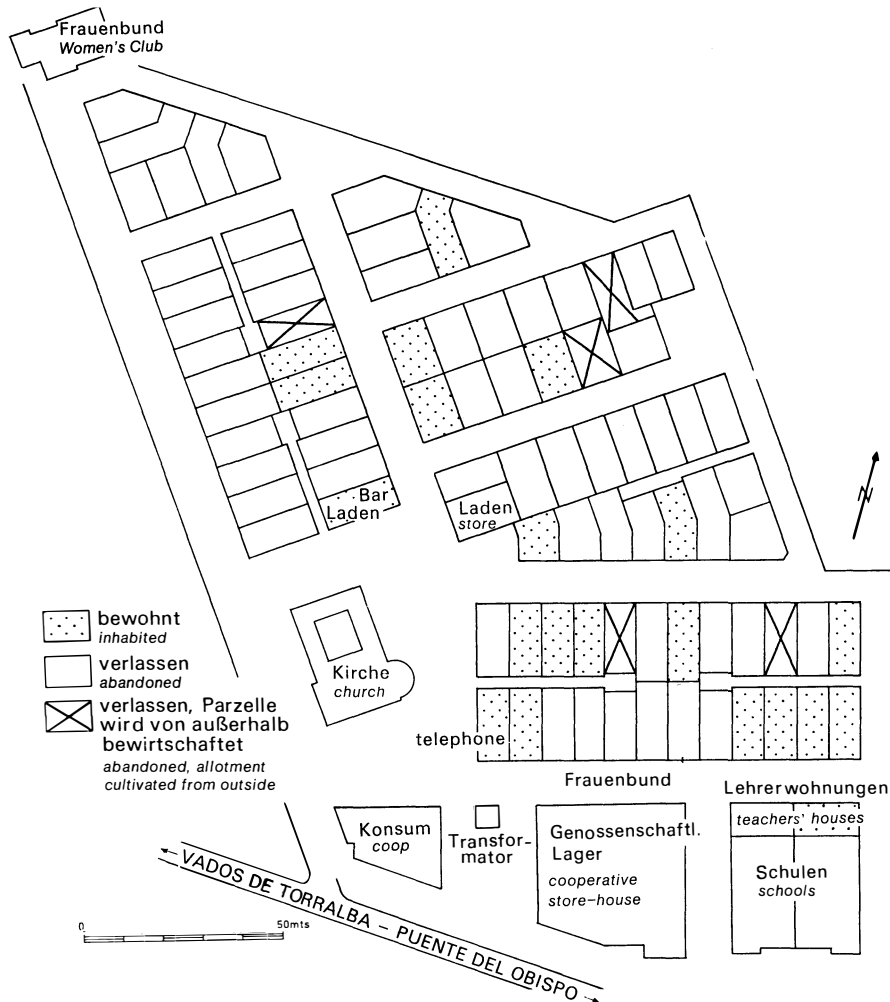 Frauenbund
Women's Club
Bar
Laden
Laden
store
N
bewohnt
inhabited
verlassen
abandoned
verlassen, Parzelle
wird von außerhalb
bewirtschaftet
abandoned, allotment
cultivated from outside
Kirche
church
telephone
Frauenbund
Lehrerwohnungen
teachers' houses
Konsum
coop
Transfor-
mator
Genossenschaftl.
Lager
cooperative
store-house
Schulen
schools
VADOS DE TORRALBA - PUENTE DEL OBISPO
0 50mts